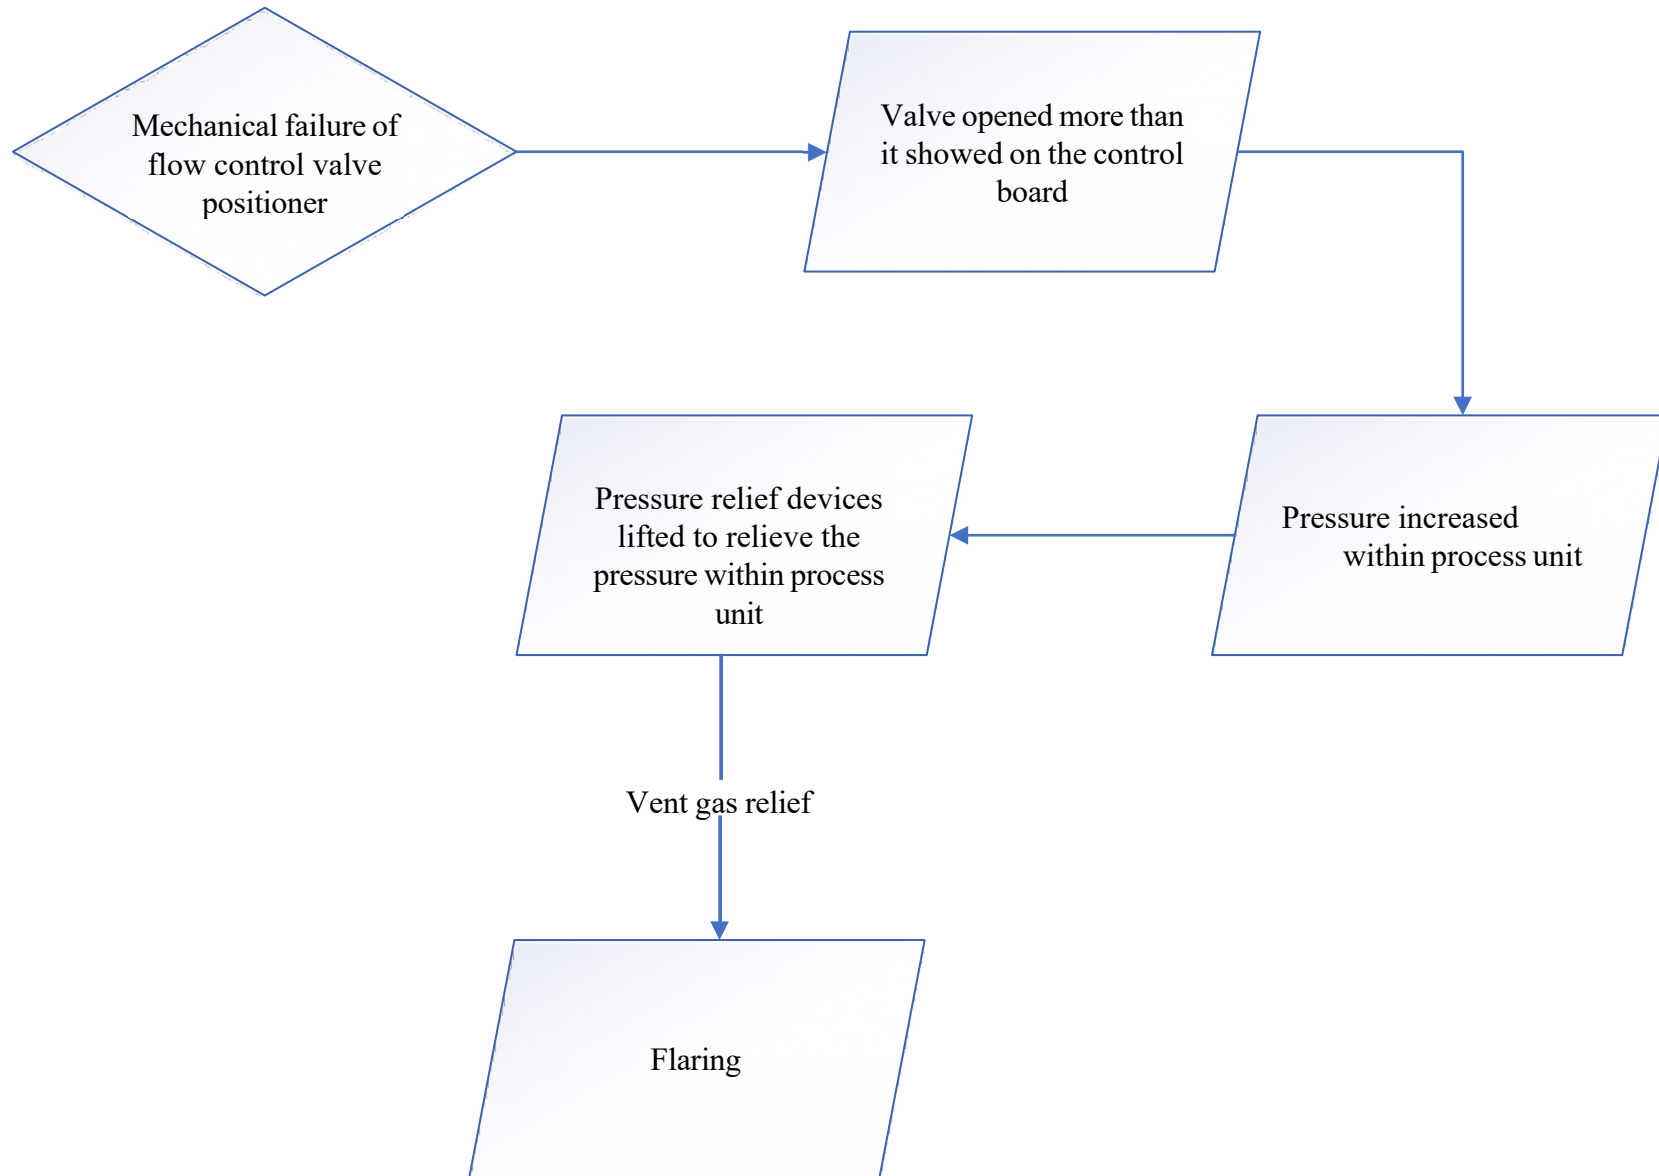 Mechanical failure of
flow control valve
positioner
Valve opened more than
it showed on the control
board
Pressure increased
within process unit
Pressure relief devices
lifted to relieve the
pressure within process
unit
Vent gas relief
Flaring